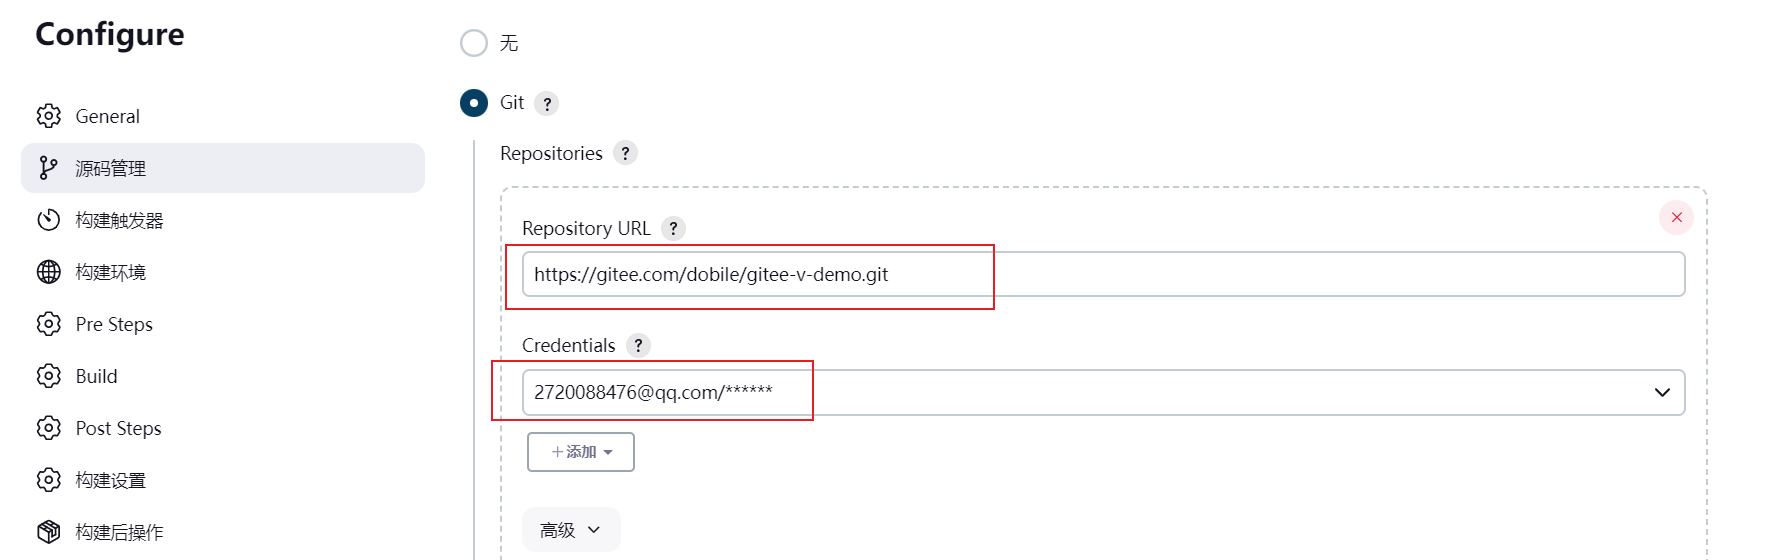 Configure
General
源码管理
构建触发器
构建环境
Pre Steps
Build
Post Steps
构建设置
构建后操作
无
Git ?
Repositories ?
Repository URL ?
https://gitee.com/dobile/gitee-v-demo.git
Credentials ?
2720088476@qq.com/******
+添加
高级